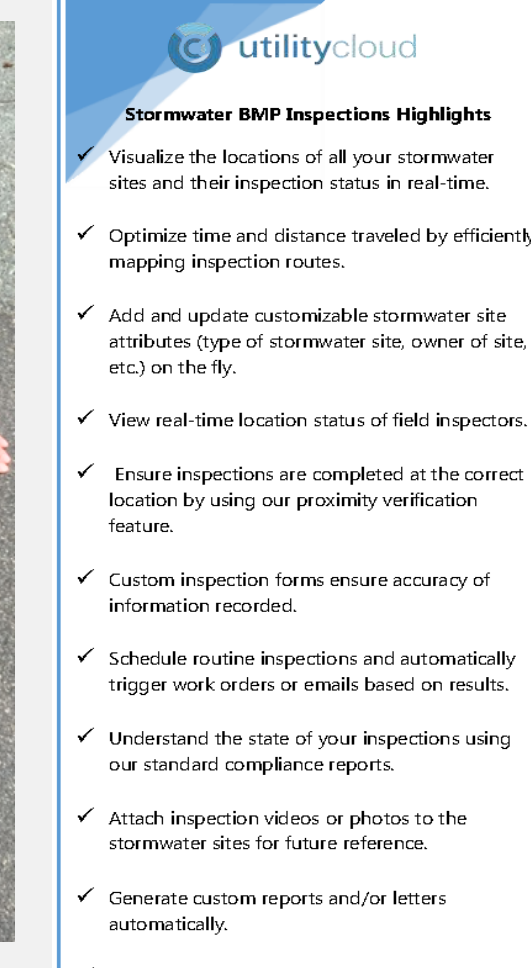 utilitycloud
Stormwater BMP Inspections Highlights
✓ Visualize the locations of all your stormwater
sites and their inspection status in real-time.
✓ Optimize time and distance traveled by efficiently
mapping inspection routes.
✓ Add and update customizable stormwater site
attributes (type of stormwater site, owner of site,
etc.) on the fly.
✓ View real-time location status of field inspectors.
✓ Ensure inspections are completed at the correct
location by using our proximity verification
feature.
✓ Custom inspection forms ensure accuracy of
information recorded.
✓ Schedule routine inspections and automatically
trigger work orders or emails based on results.
✓ Understand the state of your inspections using
our standard compliance reports.
✓ Attach inspection videos or photos to the
stormwater sites for future reference.
✓ Generate custom reports and/or letters
automatically.